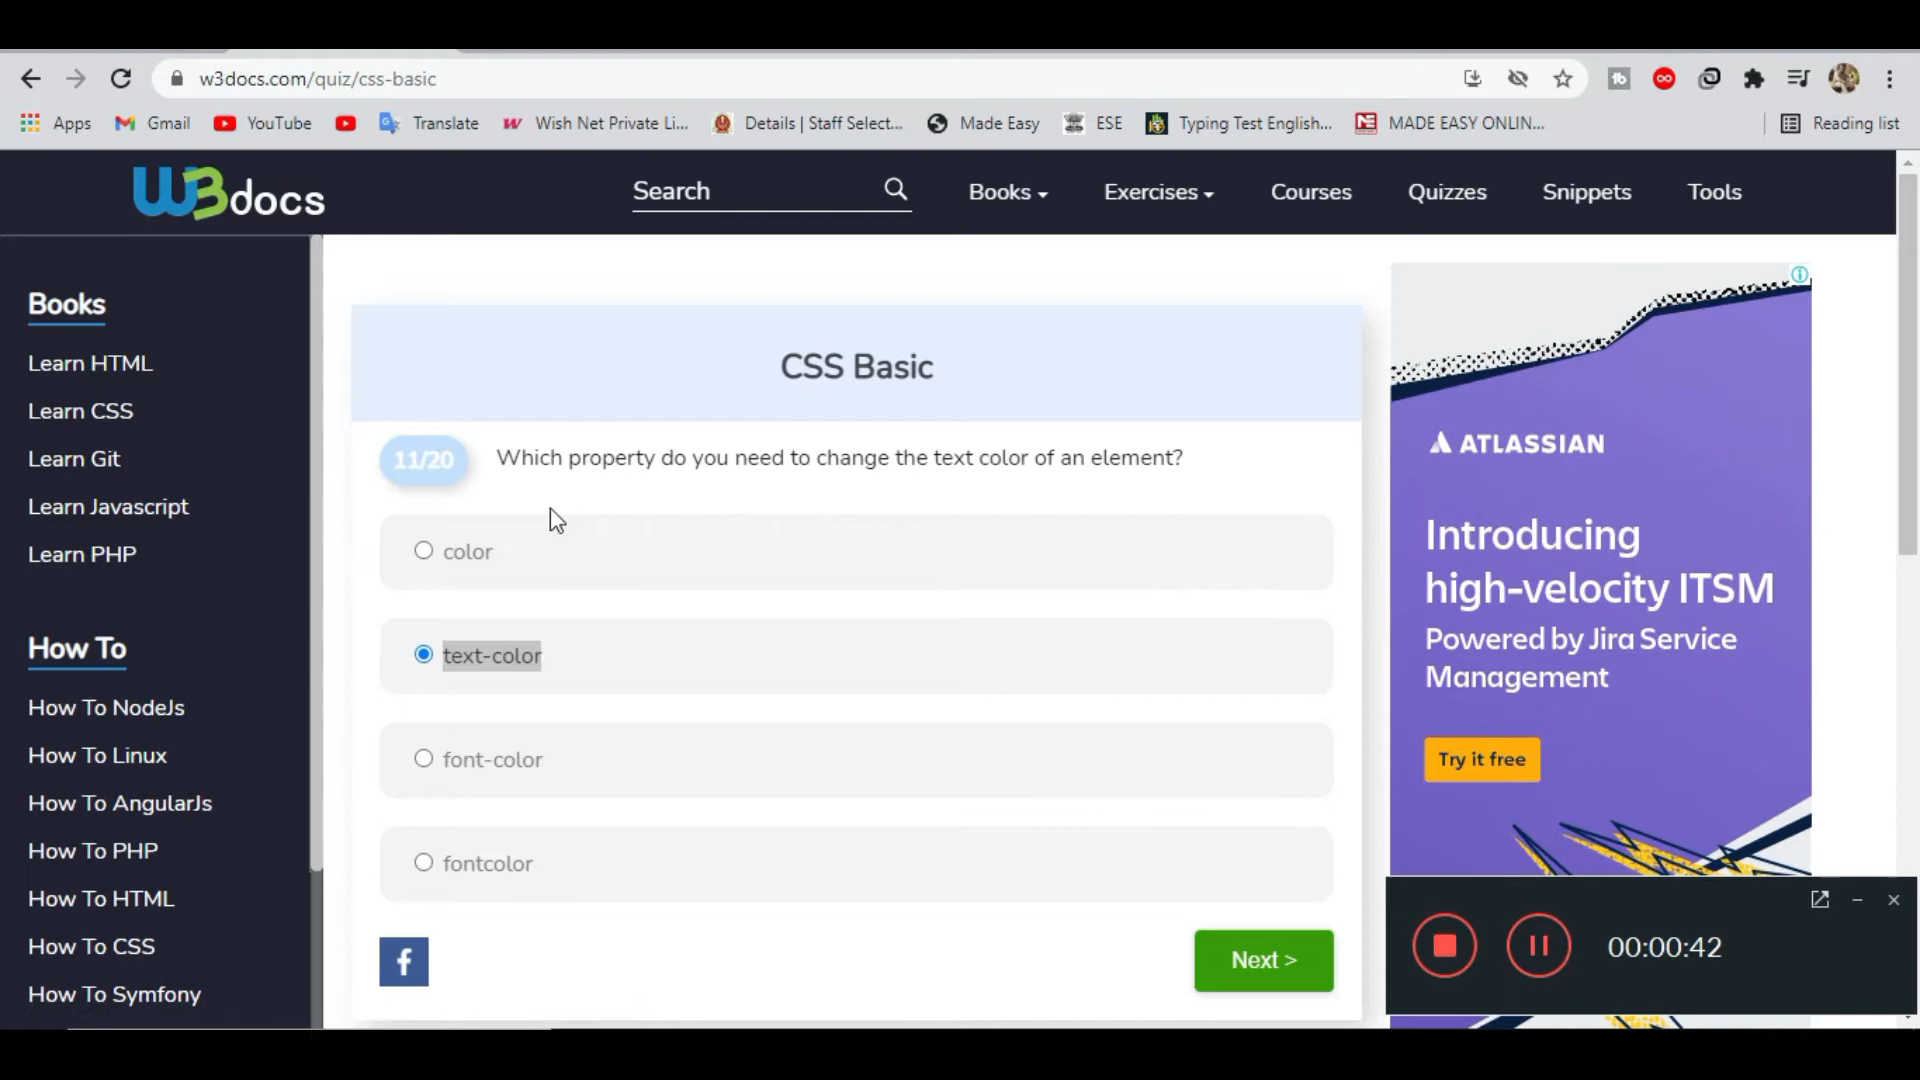 w3docs.com/quiz/css-basic
Apps Gmail YouTube Translate Wish Net Private Li... Details | Staff Select... Made Easy ESE Typing Test English... MADE EASY ONLIN... Reading list
W3docs Search Books Exercises Courses Quizzes Snippets Tools
Books
Learn HTML
Learn CSS
Learn Git
Learn Javascript
Learn PHP
How To
How To NodeJs
How To Linux
How To AngularJs
How To PHP
How To HTML
How To CSS
How To Symfony
CSS Basic
11/20 Which property do you need to change the text color of an element?
color
text-color
font-color
fontcolor
Next >
ATLASSIAN
Introducing
high-velocity ITSM
Powered by Jira Service
Management
Try it free
00:00:42